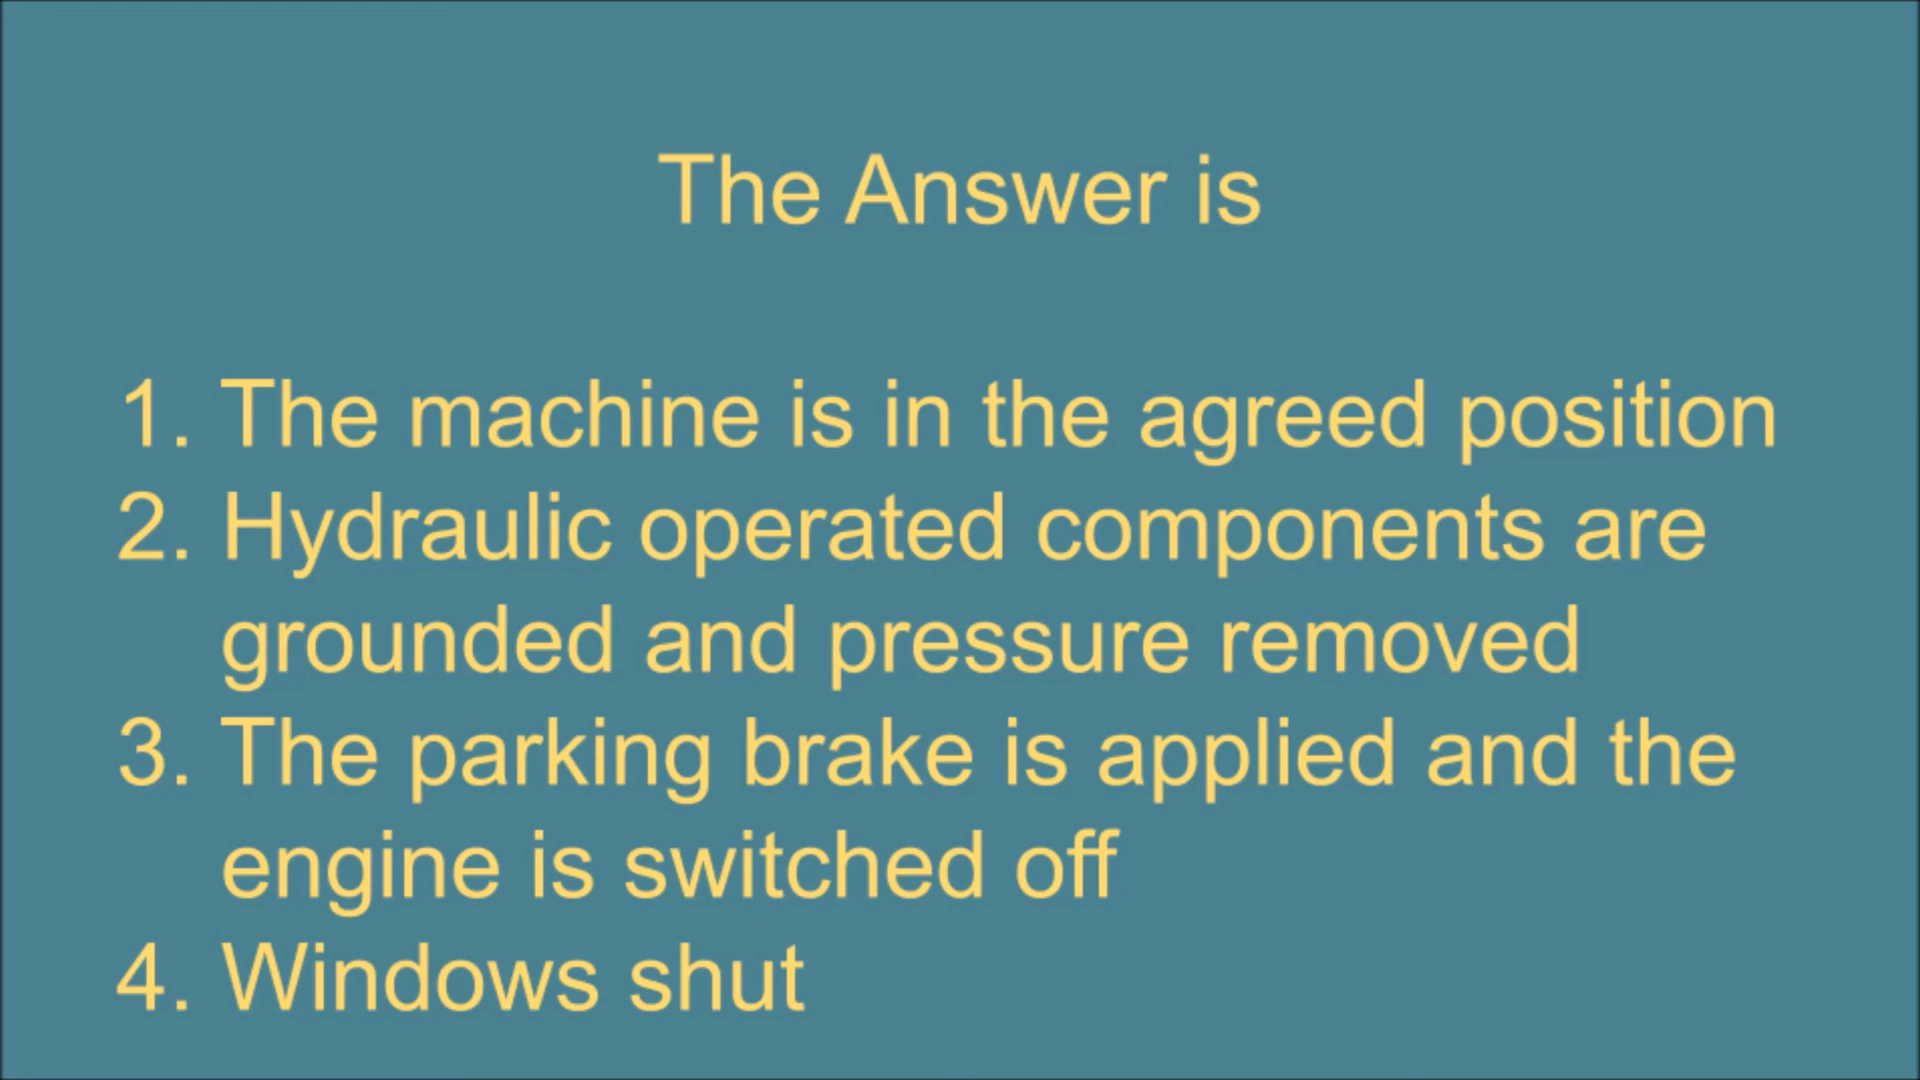 The Answer is
1. The machine is in the agreed position
2. Hydraulic operated components are
grounded and pressure removed
3. The parking brake is applied and the
engine is switched off
4. Windows shut